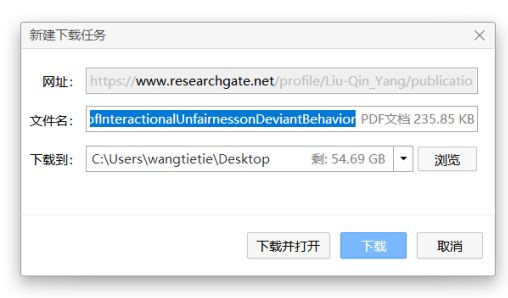 新建下载任务
网址： https://www.researchgate.net/profile/Liu-Qin_Yang/publicatio
文件名： ofInteractionalUnfairnessonDeviantBehavior PDF文档 235.85 KB
下载到： C:\Users\wangtietie\Desktop 剩: 54.69 GB 浏览
下载并打开 下载 取消